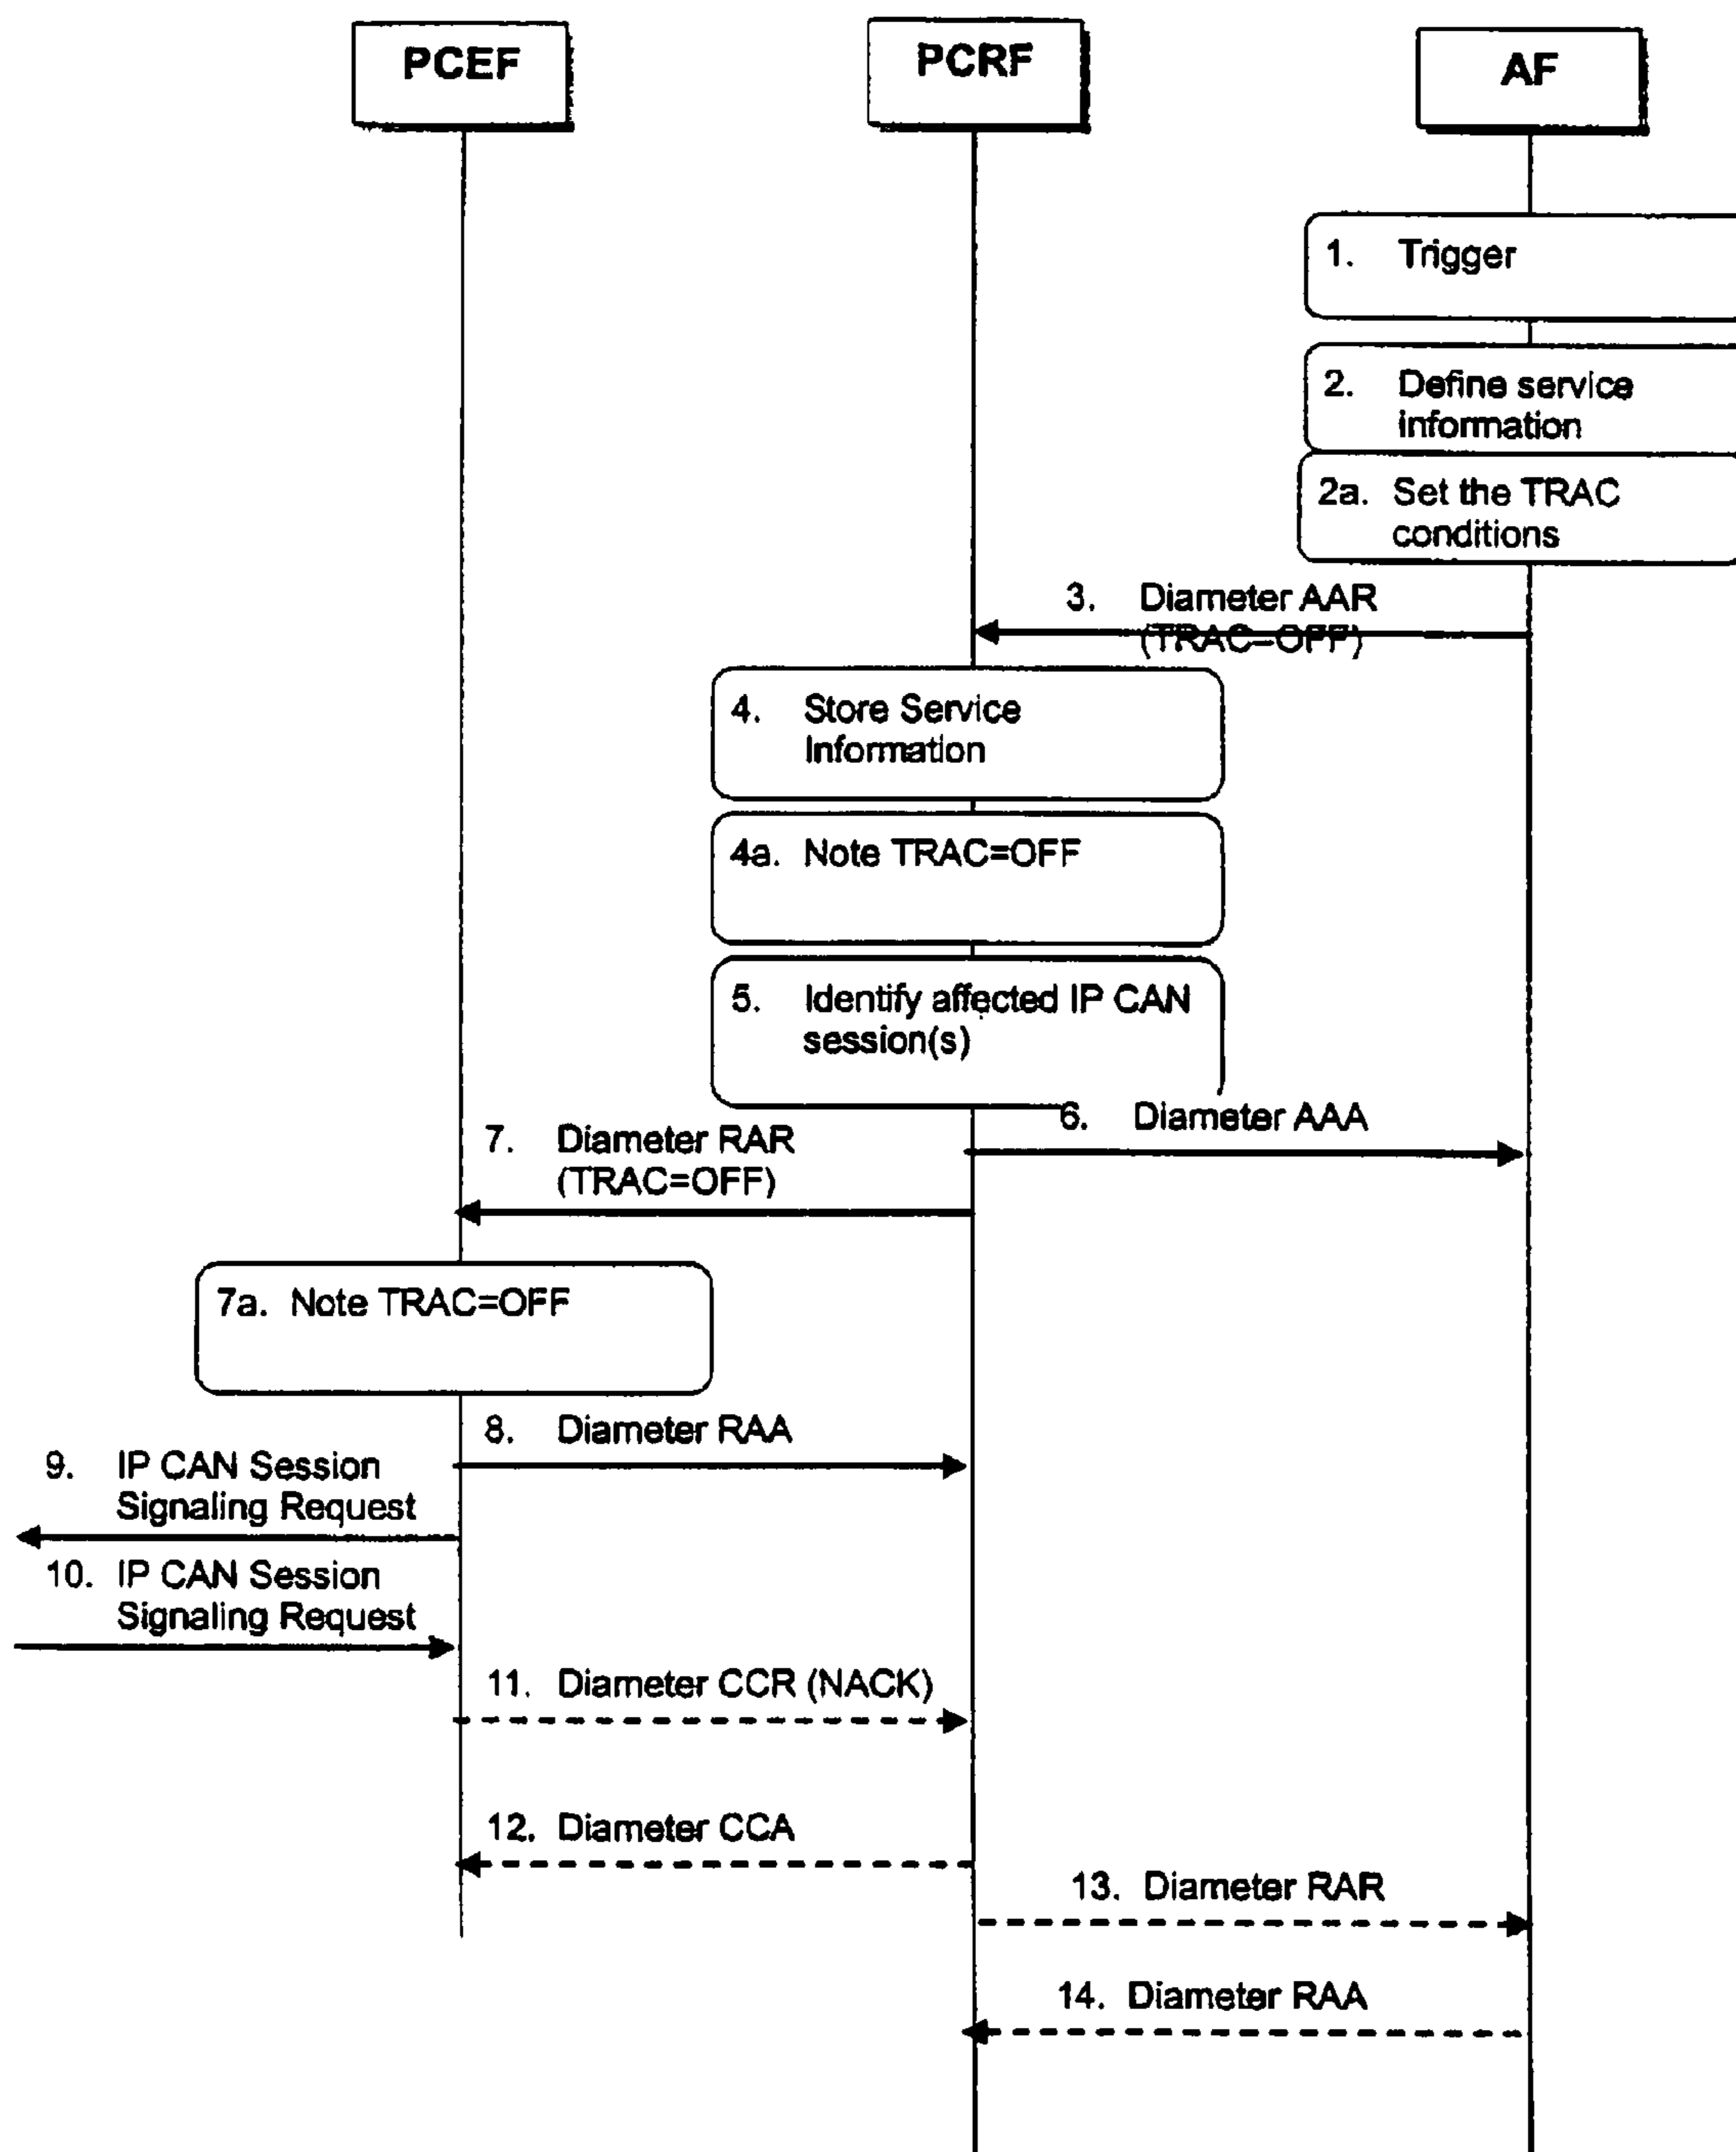 PCEF
PCRF
AF
1. Trigger
2. Define service
information
2a. Set the TRAC
conditions
3. Diameter AAR
(TRAC=OFF)
4. Store Service
Information
4a. Note TRAC=OFF
5. Identify affected IP CAN
session(s)
6. Diameter AAA
7. Diameter RAR
(TRAC=OFF)
7a. Note TRAC=OFF
8. Diameter RAA
9. IP CAN Session
Signaling Request
10. IP CAN Session
Signaling Request
11. Diameter CCR (NACK)
12. Diameter CCA
13. Diameter RAR
14. Diameter RAA